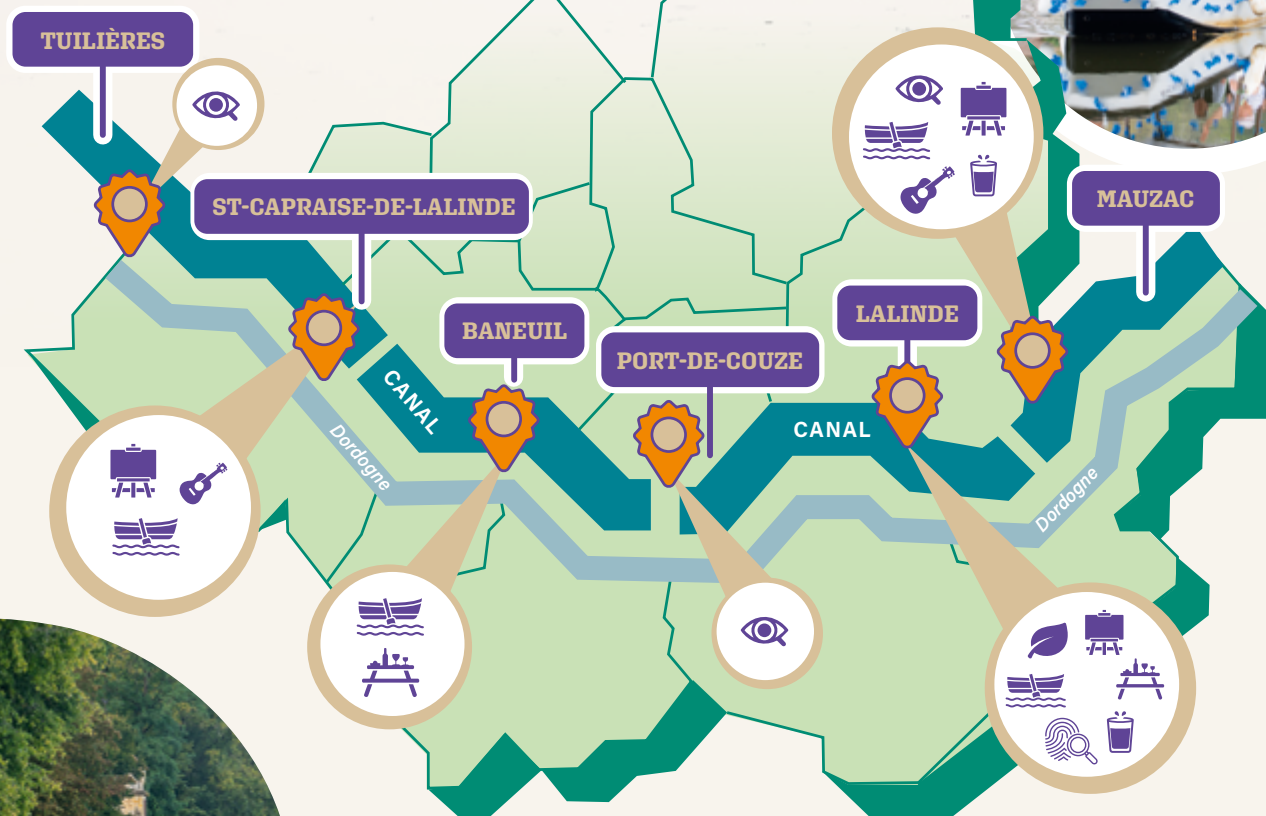 TUILIÈRES
ST-CAPRAISE-DE-LALINDE
MAUZAC
BANEUIL
LALINDE
PORT-DE-COUZE
CANAL
CANAL
Dordogne
Dordogne